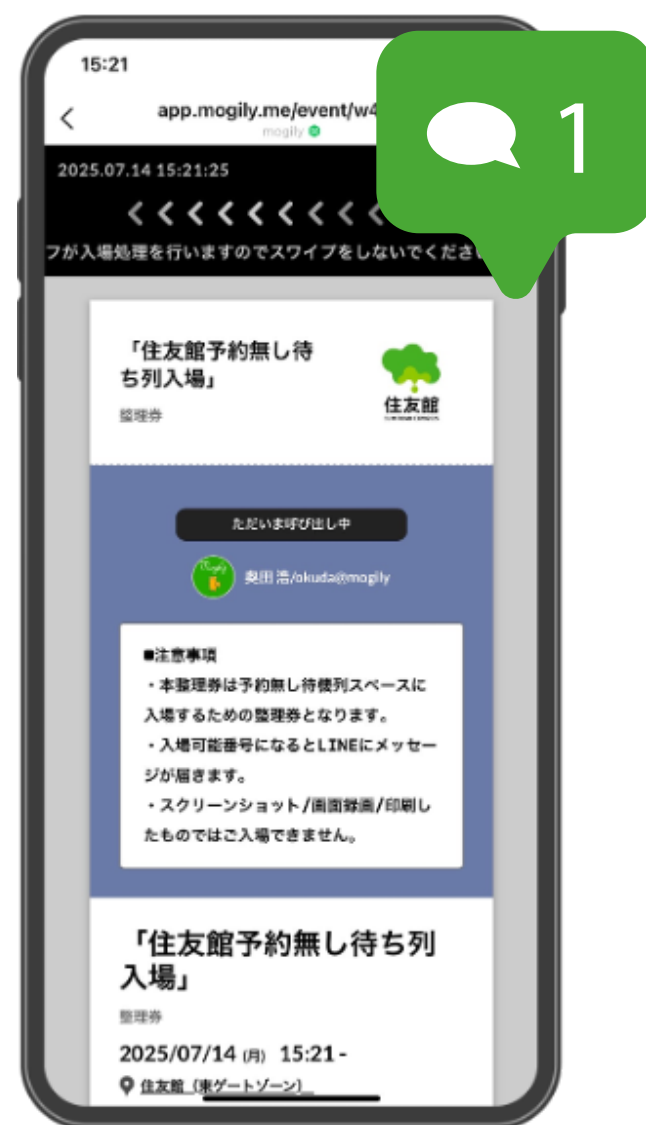 15:21
1
app.mogily.me/event/w4
mogily
2025.07.14 15:21:25
フが入場処理を行いますのでスワイプをしないでくださ
「住友館予約無し待
ち列入場」
整理券
住友館
ただいま呼び出し中
Mogily
奥田 浩/okuda@mogily
■注意事項
・本整理券は予約無し待機列スペースに
入場するための整理券となります。
・入場可能番号になるとLINEにメッセー
ジが届きます。
・スクリーンショット/画面録画/印刷し
たものではご入場できません。
「住友館予約無し待ち列
入場」
整理券
2025/07/14 (月) 15:21 -
住友館（東ゲートゾーン）